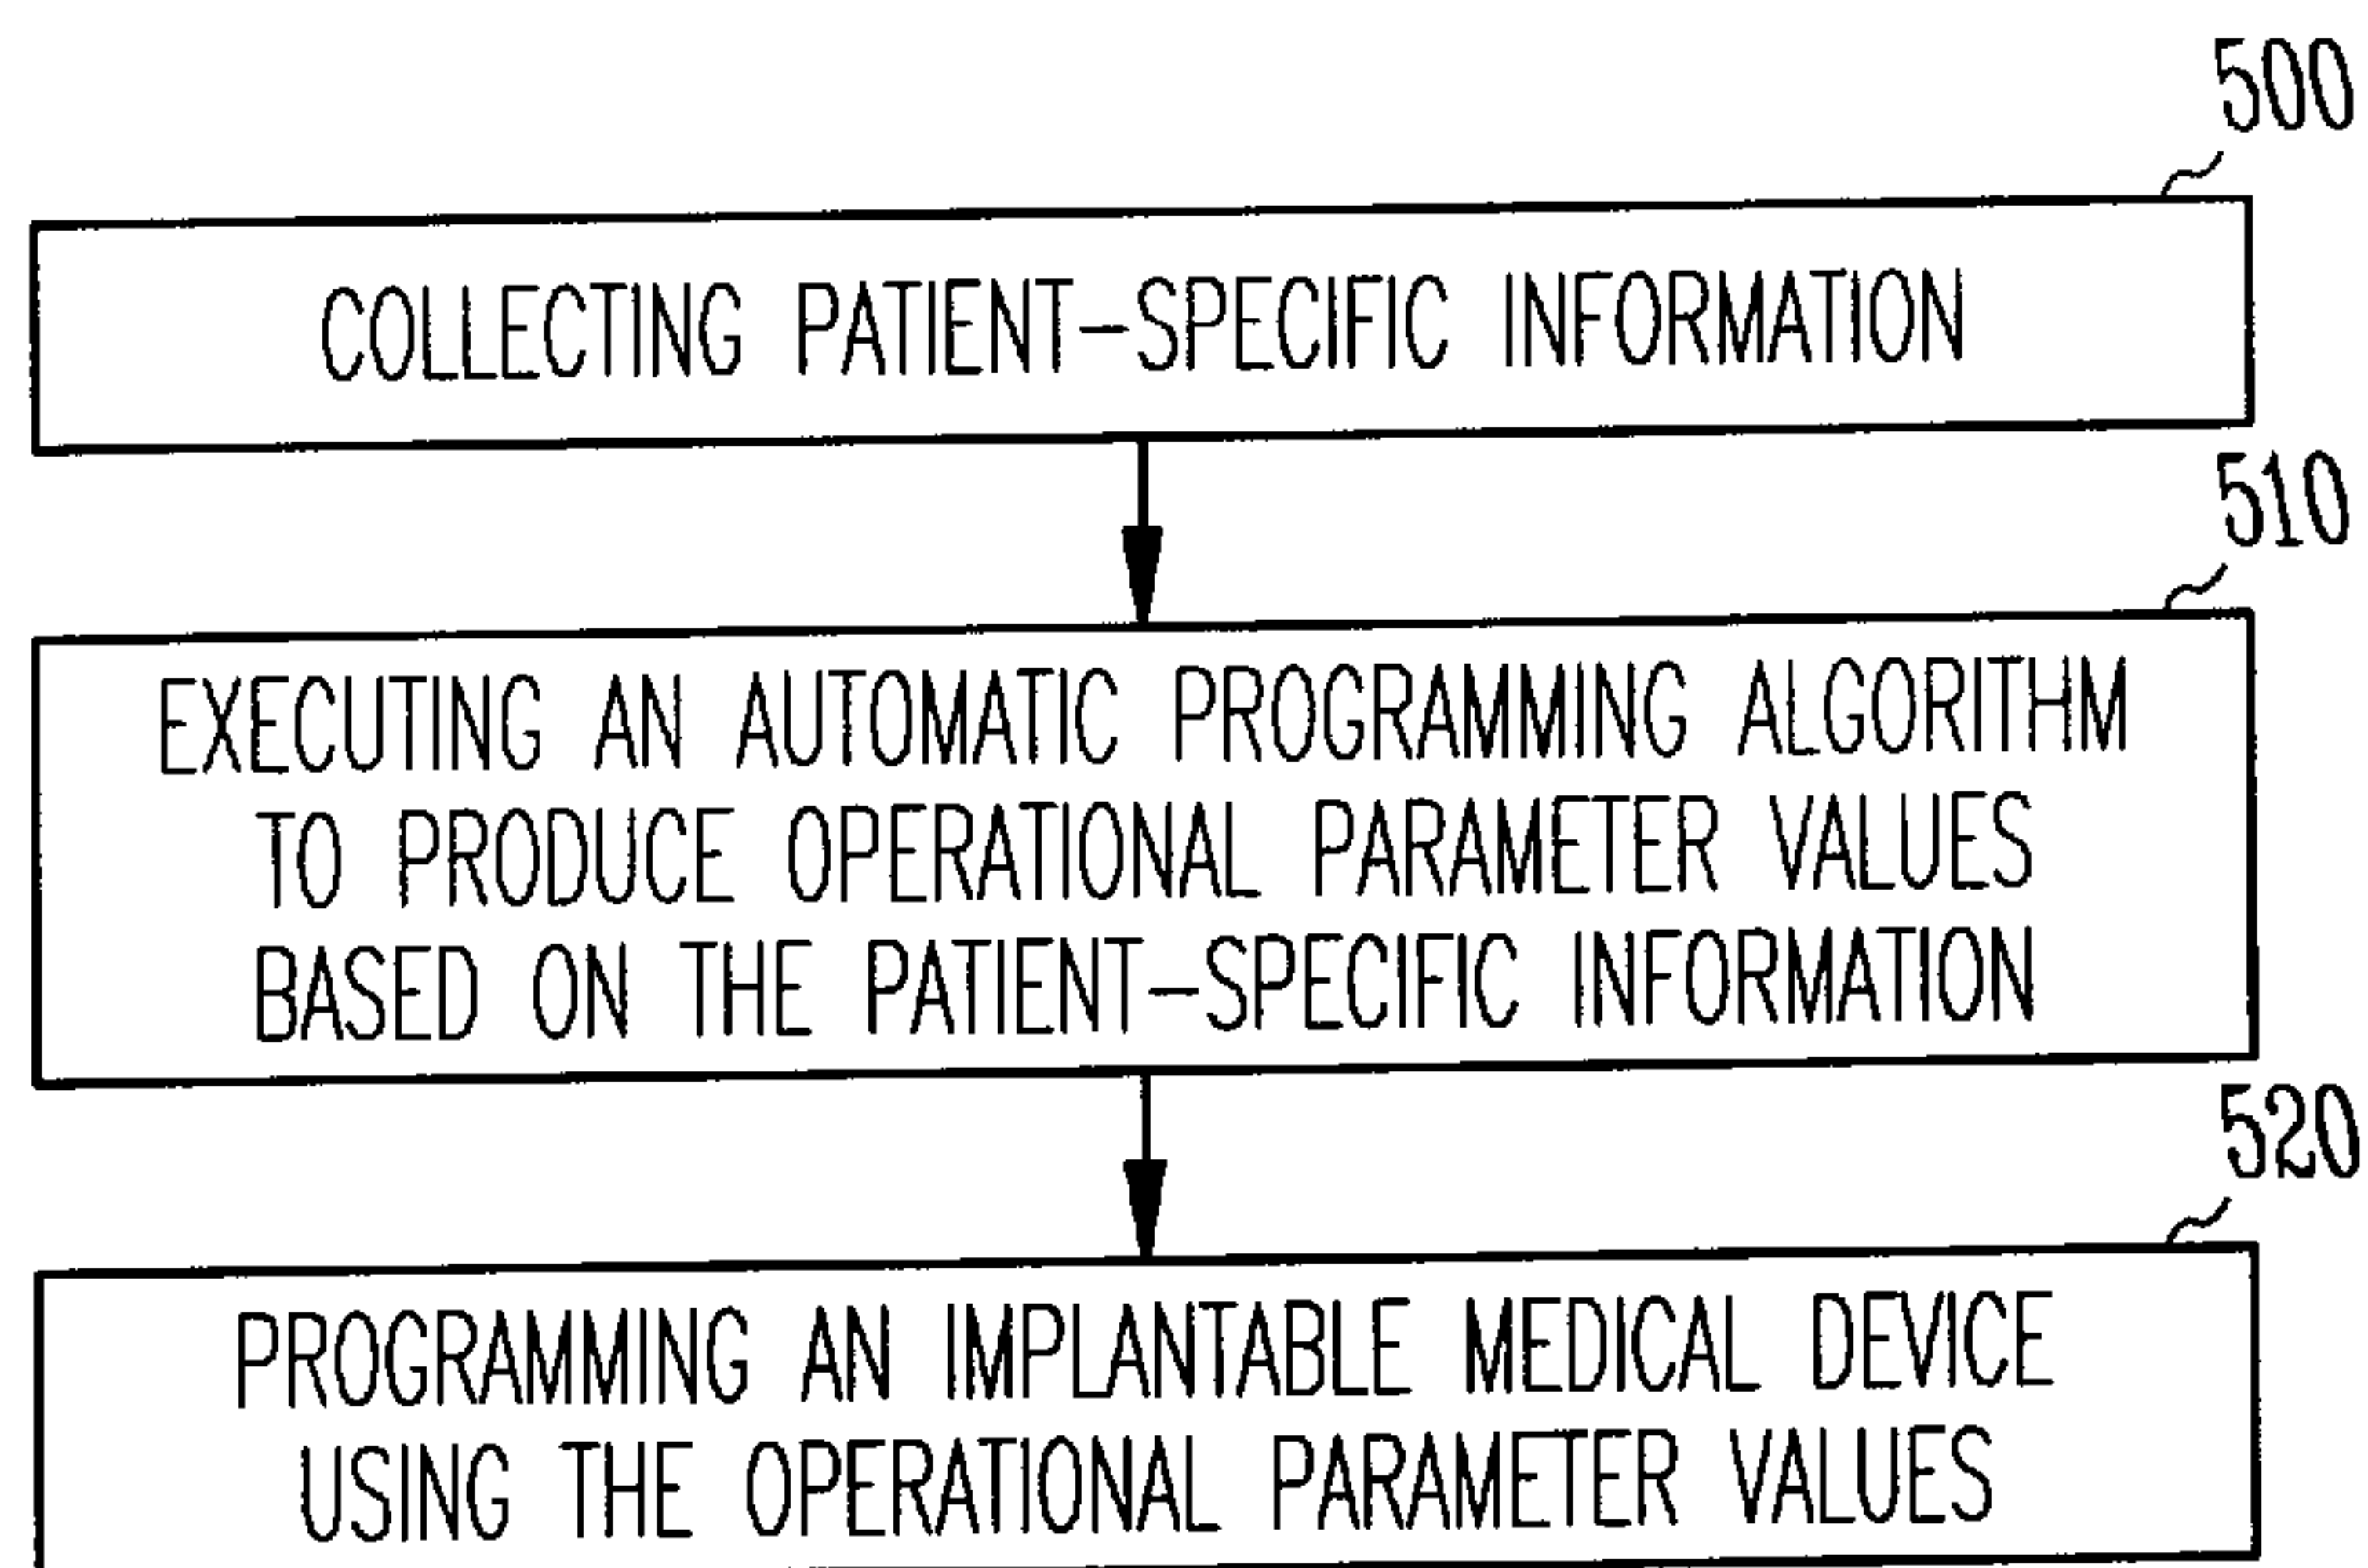 500
COLLECTING PATIENT-SPECIFIC INFORMATION
510
EXECUTING AN AUTOMATIC PROGRAMMING ALGORITHM
TO PRODUCE OPERATIONAL PARAMETER VALUES
BASED ON THE PATIENT-SPECIFIC INFORMATION
520
PROGRAMMING AN IMPLANTABLE MEDICAL DEVICE
USING THE OPERATIONAL PARAMETER VALUES